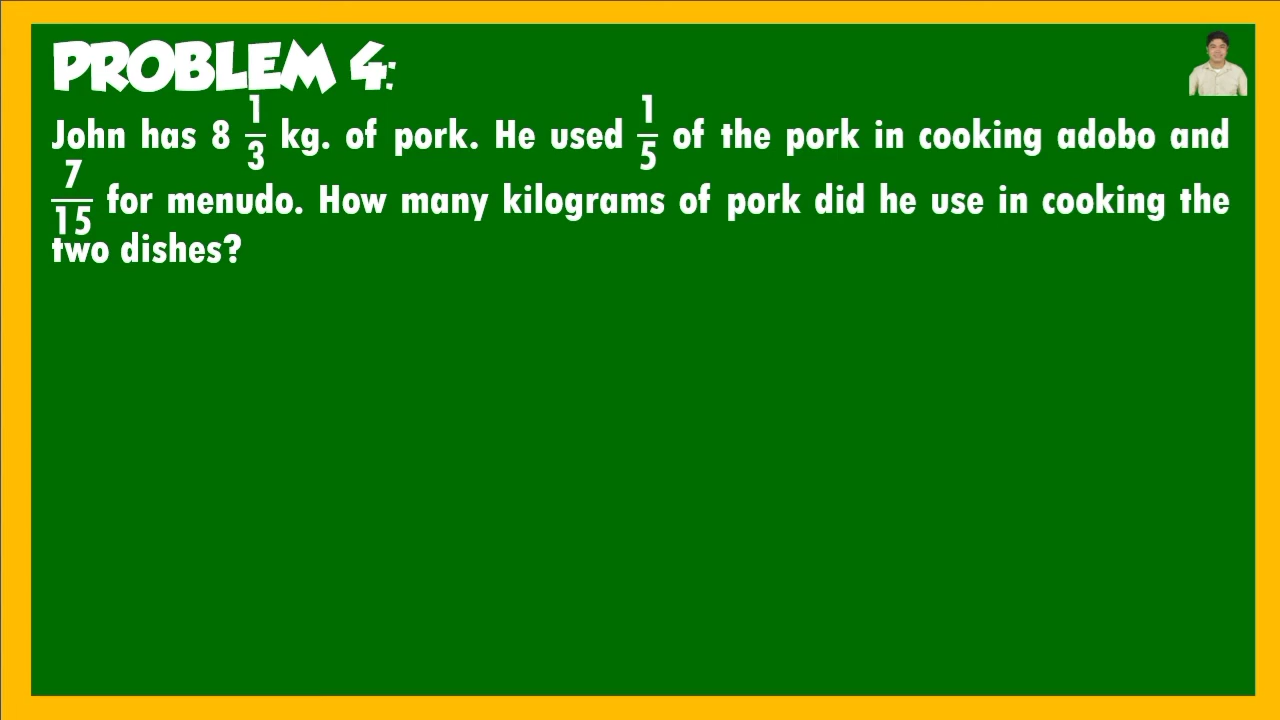 PROBLEM 4:
John has 8 1/3 kg. of pork. He used 1/5 of the pork in cooking adobo and
7/15 for menudo. How many kilograms of pork did he use in cooking the
two dishes?